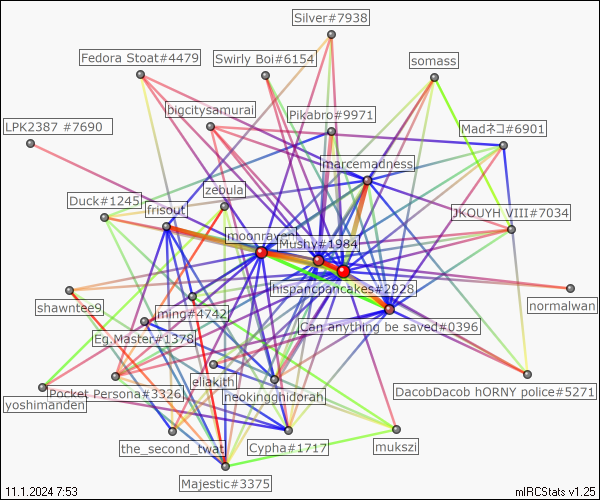 Silver#7938
Fedora Stoat#4479
Swirly Boi#6154
somass
bigcitysamurai
Pikabro#9971
LPK2387 #7690
Madネコ#6901
marcemadness
zebula
Duck#1245
frisout
JKOUYH VIII#7034
moonraven
Mushy#1984
hispancpancakes#2928
shawntee9
ming#4742
normalwan
Can anything be saved#0396
Eg.Master#1378
eliakith
Pocket Persona#3326
neokingghidorah
DacobDacob hORNY police#5271
yoshimanden
the_second_twat
Cypha#1717
mukszi
Majestic#3375
11.1.2024 7:53
mIRCStats v1.25